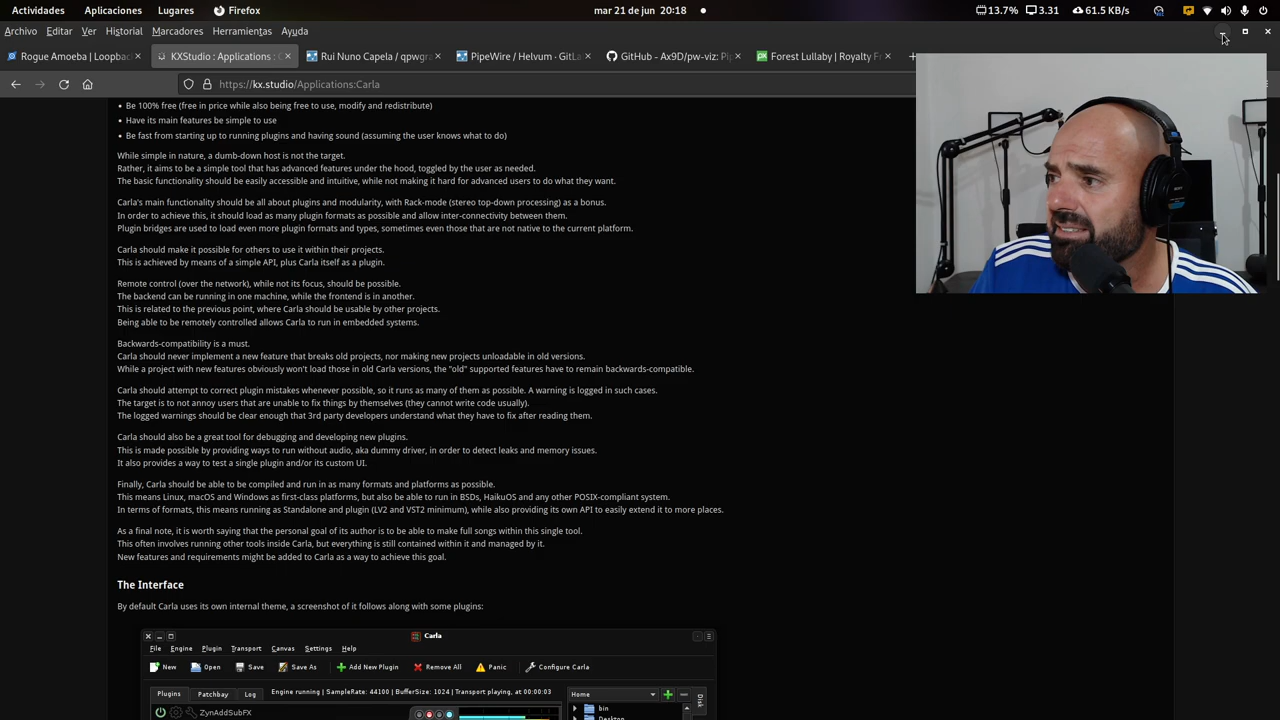 Actividades Aplicaciones Lugares Firefox mar 21 de jun 20:18 13.7% 3.31 61.5 KB/s
Archivo Editar Ver Historial Marcadores Herramientas Ayuda
Rogue Amoeba | Loopbac KXStudio : Applications : C Rui Nuno Capela / qpwgra PipeWire / Helvum · GitLa GitHub - Ax9D/pw-viz: Pip Forest Lullaby | Royalty F
https://kx.studio/Applications:Carla
• Be 100% free (free in price while also being free to use, modify and redistribute)
• Have its main features be simple to use
• Be fast from starting up to running plugins and having sound (assuming the user knows what to do)
While simple in nature, a dumb-down host is not the target.
Rather, it aims to be a simple tool that has advanced features under the hood, toggled by the user as needed.
The basic functionality should be easily accessible and intuitive, while not making it hard for advanced users to do what they want.
Carla's main functionality should be all about plugins and modularity, with Rack-mode (stereo top-down processing) as a bonus.
In order to achieve this, it should load as many plugin formats as possible and allow inter-connectivity between them.
Plugin bridges are used to load even more plugin formats and types, sometimes even those that are not native to the current platform.
Carla should make it possible for others to use it within their projects.
This is achieved by means of a simple API, plus Carla itself as a plugin.
Remote control (over the network), while not its focus, should be possible.
The backend can be running in one machine, while the frontend is in another.
This is related to the previous point, where Carla should be usable by other projects.
Being able to be remotely controlled allows Carla to run in embedded systems.
Backwards-compatibility is a must.
Carla should never implement a new feature that breaks old projects, nor making new projects unloadable in old versions.
While a project with new features obviously won't load those in old Carla versions, the "old" supported features have to remain backwards-compatible.
Carla should attempt to correct plugin mistakes whenever possible, so it runs as many of them as possible. A warning is logged in such cases.
The target is to not annoy users that are unable to fix things by themselves (they cannot write code usually).
The logged warnings should be clear enough that 3rd party developers understand what they have to fix after reading them.
Carla should also be a great tool for debugging and developing new plugins.
This is made possible by providing ways to run without audio, aka dummy driver, in order to detect leaks and memory issues.
It also provides a way to test a single plugin and/or its custom UI.
Finally, Carla should be able to be compiled and run in as many formats and platforms as possible.
This means Linux, macOS and Windows as first-class platforms, but also be able to run in BSDs, HaikuOS and any other POSIX-compliant system.
In terms of formats, this means running as Standalone and plugin (LV2 and VST2 minimum), while also providing its own API to easily extend it to more places.
As a final note, it is worth saying that the personal goal of its author is to be able to make full songs within this single tool.
This often involves running other tools inside Carla, but everything is still contained within it and managed by it.
New features and requirements might be added to Carla as a way to achieve this goal.
The Interface
By default Carla uses its own internal theme, a screenshot of it follows along with some plugins:
Carla
File Engine Plugin Transport Canvas Settings Help
New Open Save Save As Add New Plugin Remove All Panic Configure Carla
Plugins Patchbay Log Engine running | SampleRate: 44100 | BufferSize: 1024 | Transport playing, at 00:00:03 Home Disk
ZynAddSubFX bin
Desktop